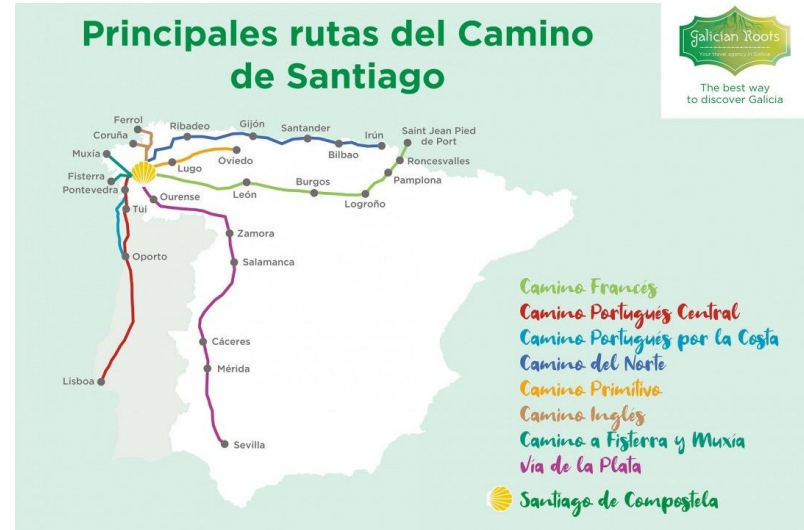 Principales rutas del Camino
de Santiago
Galician Roots
Your travel agency in Galicia
The best way
to discover Galicia
Ferrol
Coruña
Ribadeo
Gijón
Santander
Bilbao
Irún
Saint Jean Pied
de Port
Muxía
Lugo
Oviedo
Roncesvalles
Fisterra
Pontevedra
Ourense
León
Burgos
Logroño
Pamplona
Tui
Zamora
Oporto
Salamanca
Cáceres
Mérida
Lisboa
Sevilla
Camino Francés
Camino Portugués Central
Camino Portugués por la Costa
Camino del Norte
Camino Primitivo
Camino Inglés
Camino a Fisterra y Muxía
Vía de la Plata
Santiago de Compostela